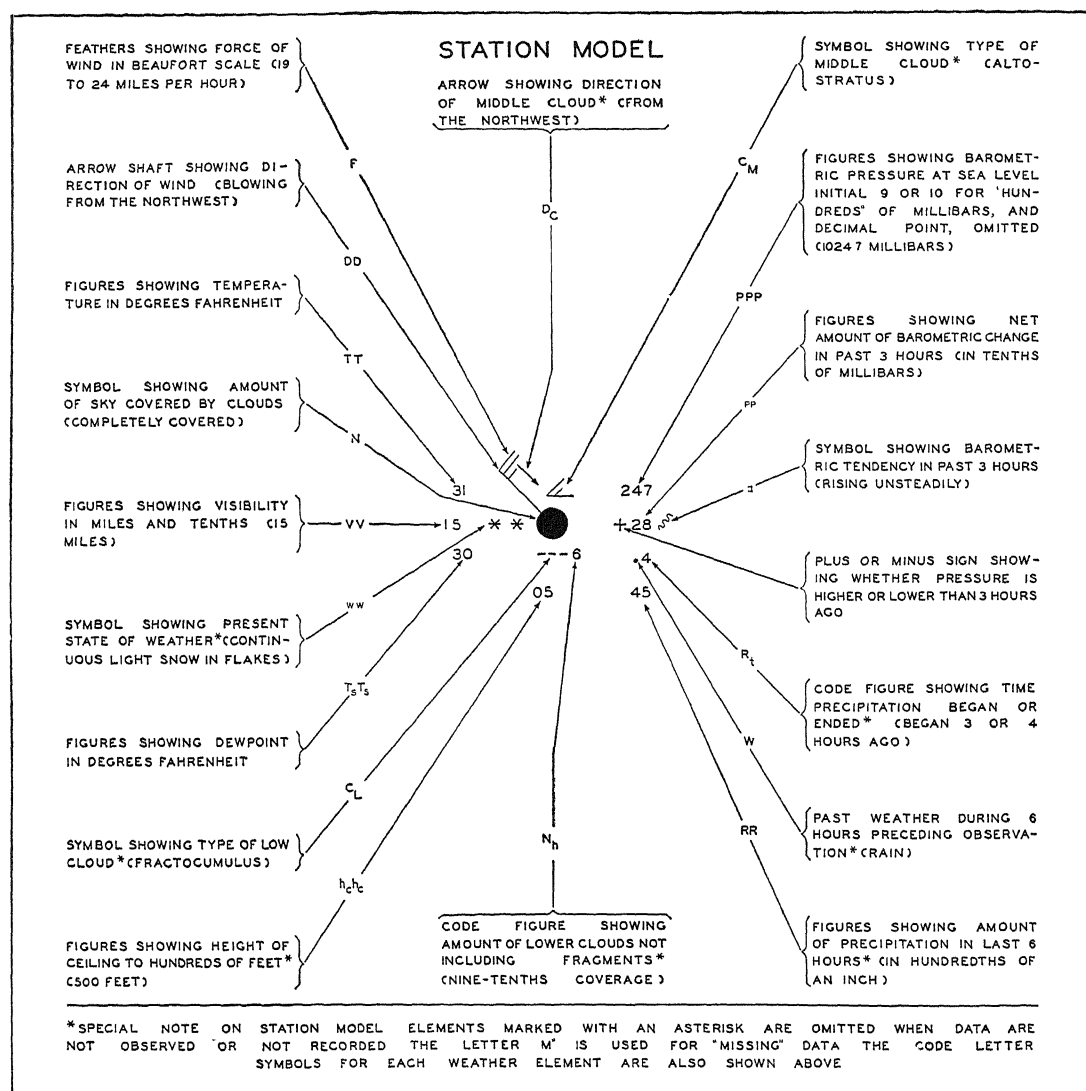 STATION MODEL
FEATHERS SHOWING FORCE OF
WIND IN BEAUFORT SCALE (19
TO 24 MILES PER HOUR)
F
ARROW SHAFT SHOWING DI-
RECTION OF WIND (BLOWING
FROM THE NORTHWEST)
DD
FIGURES SHOWING TEMPERA-
TURE IN DEGREES FAHRENHEIT
TT
SYMBOL SHOWING AMOUNT
OF SKY COVERED BY CLOUDS
(COMPLETELY COVERED)
N
FIGURES SHOWING VISIBILITY
IN MILES AND TENTHS (15
MILES)
VV
SYMBOL SHOWING PRESENT
STATE OF WEATHER*(CONTIN-
UOUS LIGHT SNOW IN FLAKES)
WW
FIGURES SHOWING DEWPOINT
IN DEGREES FAHRENHEIT
TsTs
SYMBOL SHOWING TYPE OF LOW
CLOUD*(FRACTOCUMULUS)
CL
FIGURES SHOWING HEIGHT OF
CEILING TO HUNDREDS OF FEET*
(500 FEET)
hchc
ARROW SHOWING DIRECTION
OF MIDDLE CLOUD* (FROM
THE NORTHWEST)
DC
31
247
15 * *
+28
30
6
.4
05
45
Nh
CODE FIGURE SHOWING
AMOUNT OF LOWER CLOUDS NOT
INCLUDING FRAGMENTS*
(NINE-TENTHS COVERAGE)
SYMBOL SHOWING TYPE OF
MIDDLE CLOUD* (ALTO-
STRATUS)
CM
FIGURES SHOWING BAROMET-
RIC PRESSURE AT SEA LEVEL
INITIAL 9 OR 10 FOR 'HUN-
DREDS" OF MILLIBARS, AND
DECIMAL POINT, OMITTED
(10247 MILLIBARS)
PPP
FIGURES SHOWING NET
AMOUNT OF BAROMETRIC CHANGE
IN PAST 3 HOURS (IN TENTHS
OF MILLIBARS)
PP
SYMBOL SHOWING BAROMET-
RIC TENDENCY IN PAST 3 HOURS
(RISING UNSTEADILY)
PLUS OR MINUS SIGN SHOW-
ING WHETHER PRESSURE IS
HIGHER OR LOWER THAN 3 HOURS
AGO
CODE FIGURE SHOWING TIME
PRECIPITATION BEGAN OR
ENDED* (BEGAN 3 OR 4
HOURS AGO)
Rt
PAST WEATHER DURING 6
HOURS PRECEDING OBSERVA-
TION*(RAIN)
W
FIGURES SHOWING AMOUNT
OF PRECIPITATION IN LAST 6
HOURS* (IN HUNDREDTHS OF
AN INCH)
RR
*SPECIAL NOTE ON STATION MODEL ELEMENTS MARKED WITH AN ASTERISK ARE OMITTED WHEN DATA ARE
NOT OBSERVED OR NOT RECORDED THE LETTER M" IS USED FOR "MISSING" DATA THE CODE LETTER
SYMBOLS FOR EACH WEATHER ELEMENT ARE ALSO SHOWN ABOVE